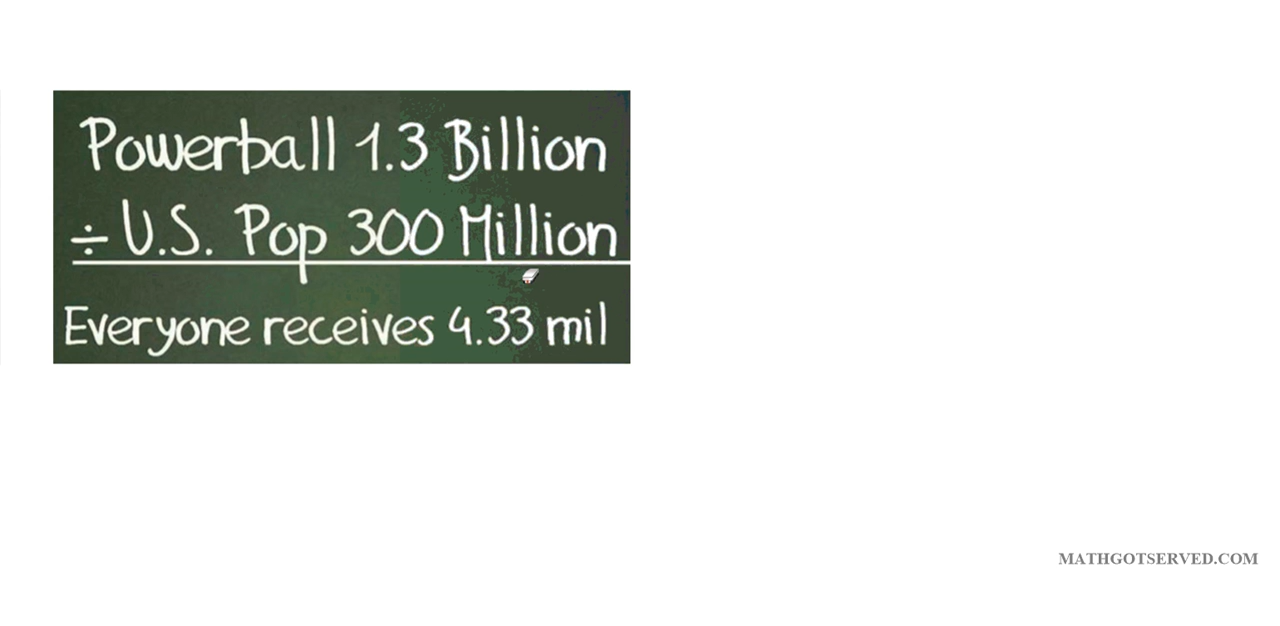 Powerball 1.3 Billion
÷ U.S. Pop 300 Million
Everyone receives 4.33 mil
MATHGOTSERVED.COM